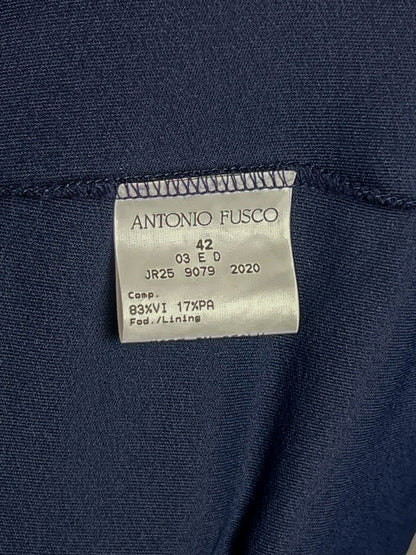 ANTONIO FUSCO
42
03 E D
JR25 9079 2020
Comp.
83%VI 17%PA
Fod./Lining